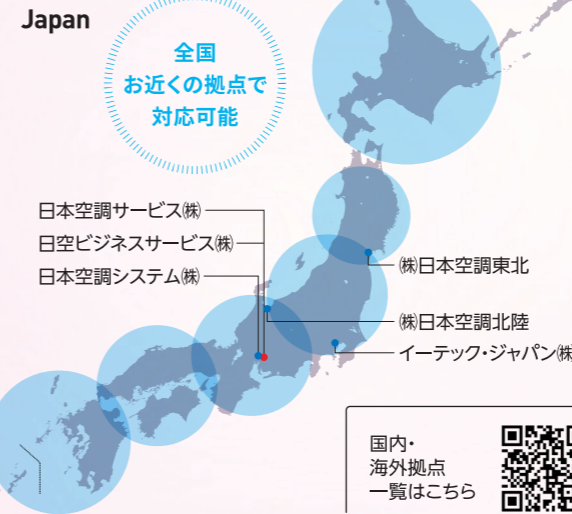 Japan
全国
お近くの拠点で
対応可能
日本空調サービス㈱
日空ビジネスサービス㈱
日本空調システム㈱
㈱日本空調東北
㈱日本空調北陸
イーテック・ジャパン㈱
国内・
海外拠点
一覧はこちら